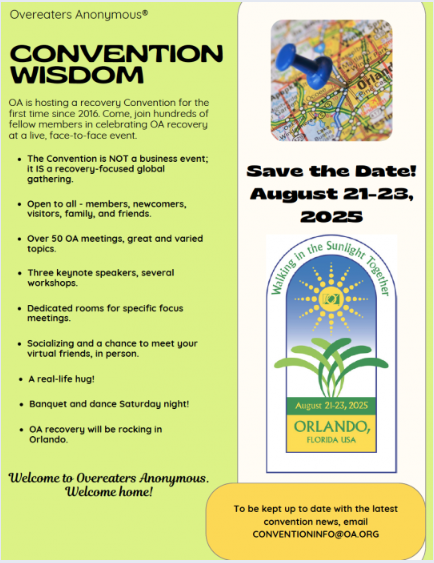 Overeaters Anonymous®
CONVENTION
WISDOM
OA is hosting a recovery Convention for the
first time since 2016. Come, join hundreds of
fellow members in celebrating OA recovery
at a live, face-to-face event.
• The Convention is NOT a business event;
it IS a recovery-focused global
gathering.
• Open to all - members, newcomers,
visitors, family, and friends.
• Over 50 OA meetings, great and varied
topics.
• Three keynote speakers, several
workshops.
• Dedicated rooms for specific focus
meetings.
• Socializing and a chance to meet your
virtual friends, in person.
• A real-life hug!
• Banquet and dance Saturday night!
• OA recovery will be rocking in
Orlando.
Welcome to Overeaters Anonymous.
Welcome home!
Orlan
Save the Date!
August 21-23,
2025
Walking in the Sunlight Together
August 21-23, 2025
ORLANDO,
FLORIDA USA
To be kept up to date with the latest
convention news, email
CONVENTIONINFO@OA.ORG